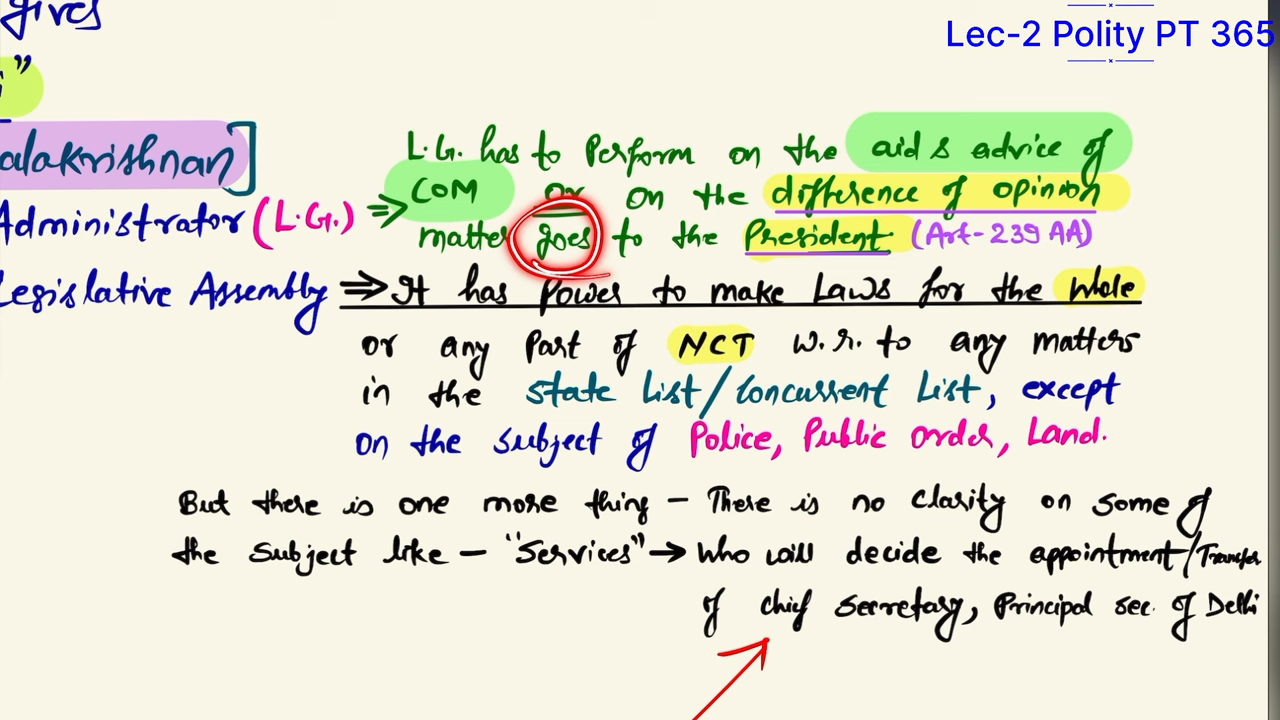 gives
Lec-2 Polity PT 365
”
alakrishnan]
L.G. has to Perform on the aid & advice of
COM or on the difference of opinion
Administrator (L.G.) ⇒
matter goes to the President (Art-239 AA)
Legislative Assembly ⇒ It has Power to make Laws for the whole
or any Part of NCT w.r.to any matters
in the state List/Concurrent List, except
on the subject of Police, Public order, Land.
But there is one more thing – There is no Clarity on some of
the subject like – "Services" → who will decide the appointment/Transfer
of chief secretary, Principal sec. of Delhi